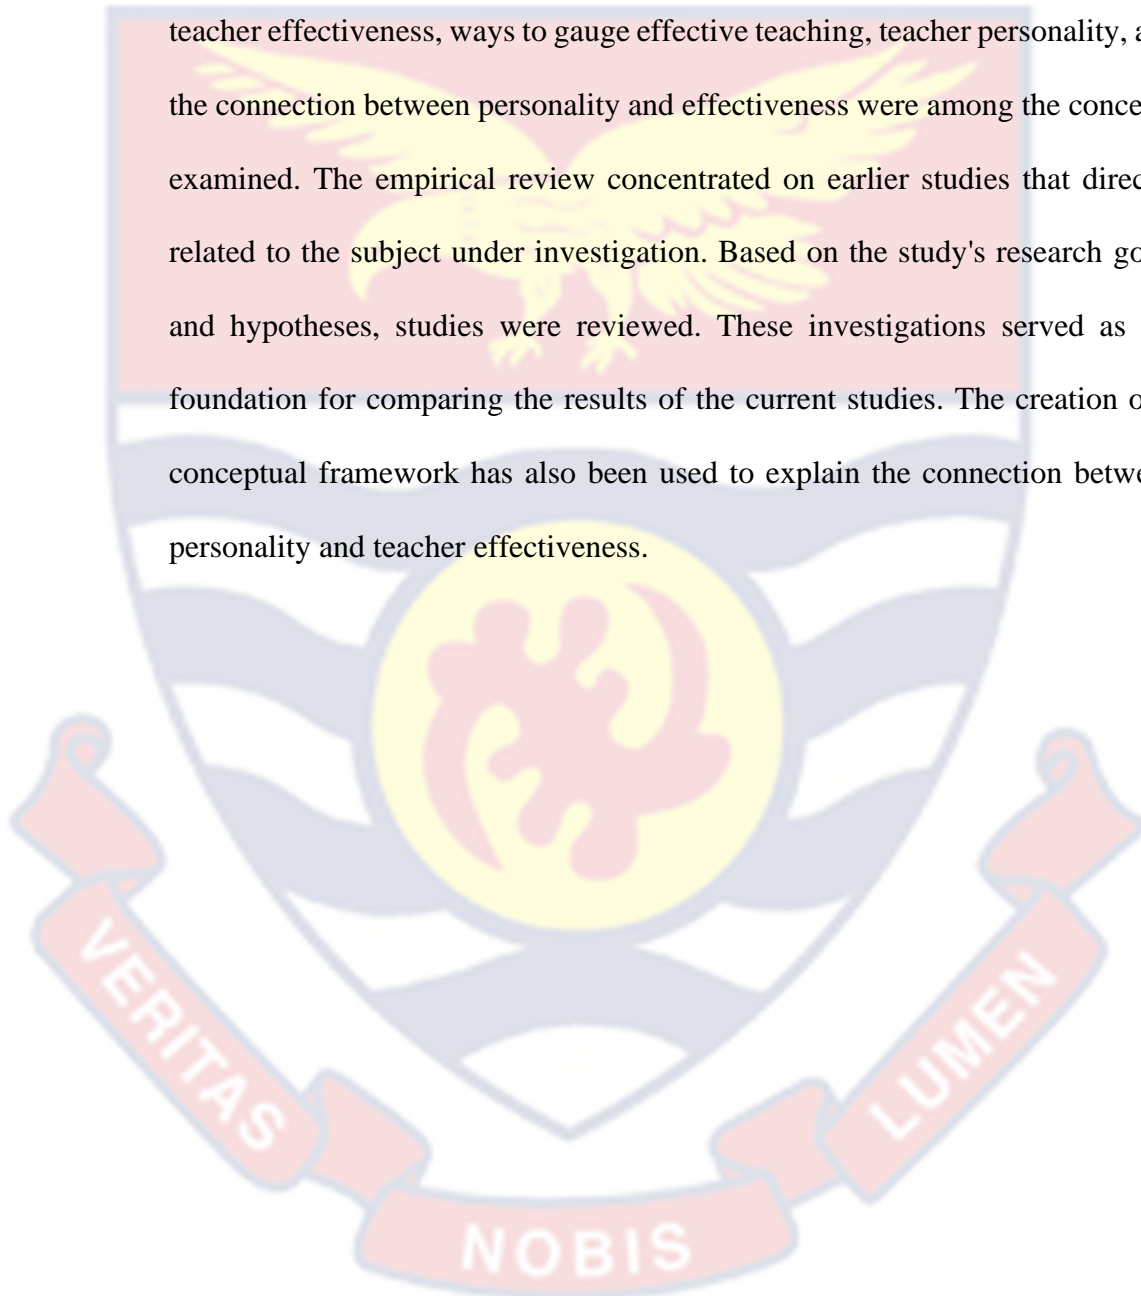 teacher effectiveness, ways to gauge effective teaching, teacher personality, a
the connection between personality and effectiveness were among the conce
examined. The empirical review concentrated on earlier studies that direc
related to the subject under investigation. Based on the study's research go
and hypotheses, studies were reviewed. These investigations served as
foundation for comparing the results of the current studies. The creation o
conceptual framework has also been used to explain the connection betwe
personality and teacher effectiveness.
VERITAS
NOBIS
LUMEN